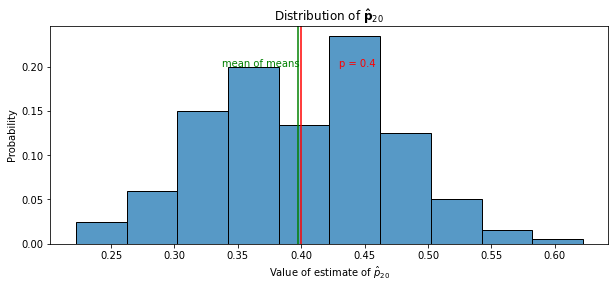 Distribution of p̂₂₀
mean of means
p = 0.4
Probability
0.20
0.15
0.10
0.05
0.00
0.25 0.30 0.35 0.40 0.45 0.50 0.55 0.60
Value of estimate of p̂₂₀